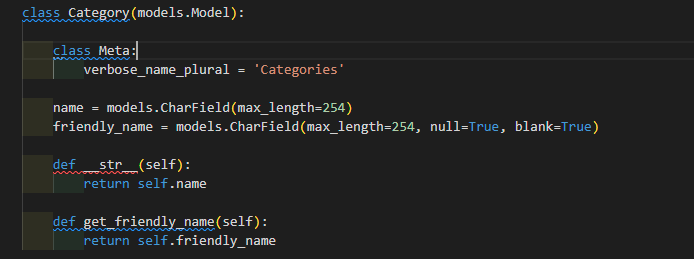 class Category(models.Model):
class Meta:
verbose_name_plural = 'Categories'
name = models.CharField(max_length=254)
friendly_name = models.CharField(max_length=254, null=True, blank=True)
def __str__(self):
return self.name
def get_friendly_name(self):
return self.friendly_name